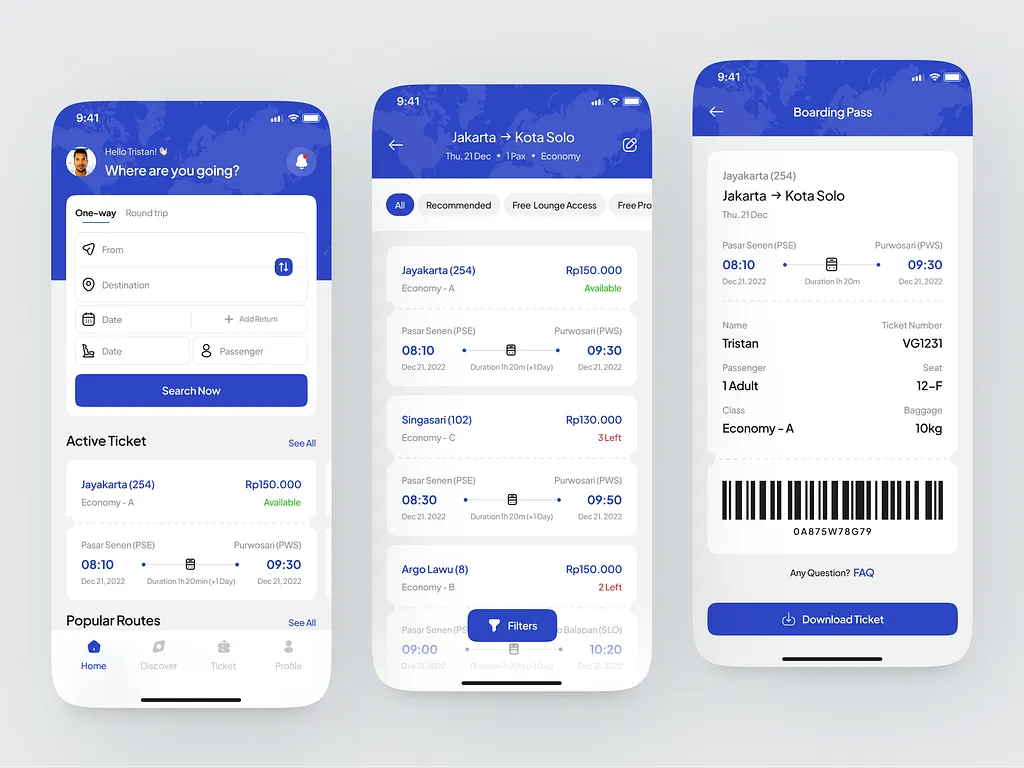 9:41
Hello Tristan! 👋🏻
Where are you going?
One-way Round trip
From
Destination
Date Add Return
Date Passenger
Search Now
Active Ticket See All
Jayakarta (254) Rp150.000
Economy - A Available
Pasar Senen (PSE) Purwosari (PWS)
08:10 09:30
Dec 21, 2022 Duration 1h 20min (+1 Day) Dec 21, 2022
Popular Routes See All
Home Discover Ticket Profile
9:41
Jakarta → Kota Solo
Thu, 21 Dec • 1 Pax • Economy
All Recommended Free Lounge Access Free Pro
Jayakarta (254) Rp150.000
Economy - A Available
Pasar Senen (PSE) Purwosari (PWS)
08:10 09:30
Dec 21, 2022 Duration 1h 20m (+1 Day) Dec 21, 2022
Singasari (102) Rp130.000
Economy - C 3 Left
Pasar Senen (PSE) Purwosari (PWS)
08:30 09:50
Dec 21, 2022 Duration 1h 20m (+1 Day) Dec 21, 2022
Argo Lawu (8) Rp150.000
Economy - B 2 Left
Pasar Senen (PS Balapan (SLO)
Filters
09:00 10:20
Dec 21, 2022 Duration 1h 20m (+1 Day) Dec 21, 2022
9:41
Boarding Pass
Jayakarta (254)
Jakarta → Kota Solo
Thu, 21 Dec
Pasar Senen (PSE) Purwosari (PWS)
08:10 09:30
Dec 21, 2022 Duration 1h 20m Dec 21, 2022
Name Ticket Number
Tristan VG1231
Passenger Seat
1 Adult 12-F
Class Baggage
Economy - A 10kg
0A875W78G79
Any Question? FAQ
Download Ticket